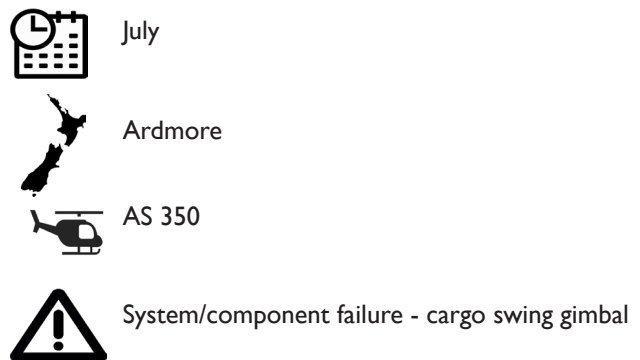 July
Ardmore
AS 350
System/component failure - cargo swing gimbal